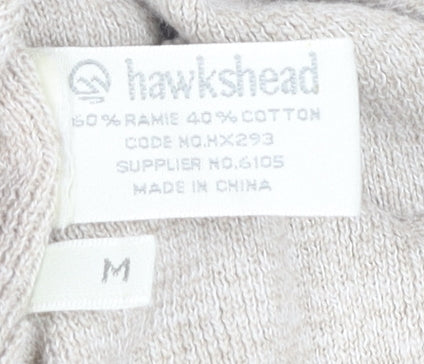 hawkshead
60% RAMIE 40% COTTON
CODE NO.HX293
SUPPLIER NO.6105
MADE IN CHINA
M